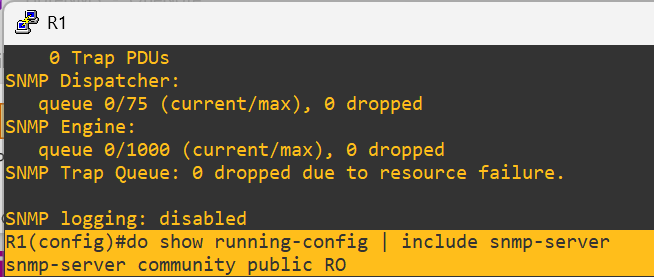 R1
0 Trap PDUs
SNMP Dispatcher:
queue 0/75 (current/max), 0 dropped
SNMP Engine:
queue 0/1000 (current/max), 0 dropped
SNMP Trap Queue: 0 dropped due to resource failure.
SNMP logging: disabled
R1(config)#do show running-config | include snmp-server
snmp-server community public RO